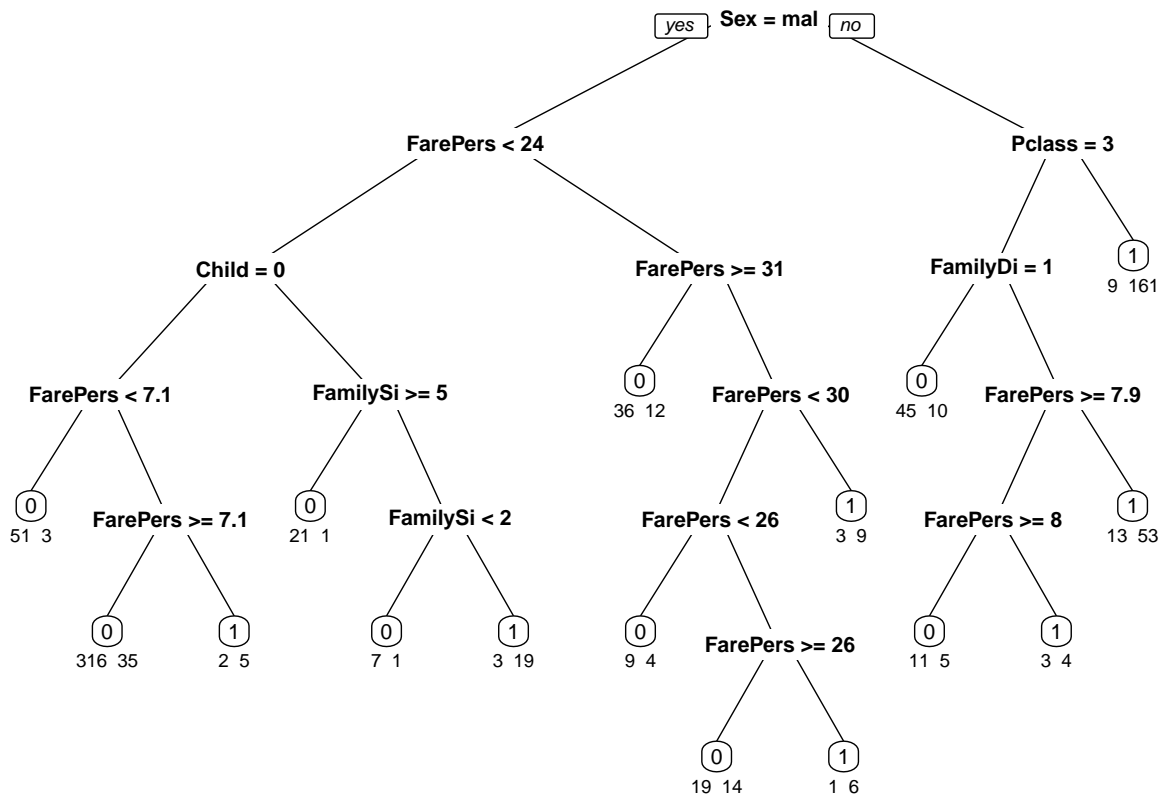 yes Sex = mal no
FarePers < 24 Pclass = 3
Child = 0 FarePers >= 31 FamilyDi = 1 1
9 161
FarePers < 7.1 FamilySi >= 5 0 FarePers < 30 0 FarePers >= 7.9
36 12 45 10
0 FarePers >= 7.1 0 FamilySi < 2 FarePers < 26 1 FarePers >= 8 1
51 3 21 1 3 9 13 53
0 1 0 1 0 FarePers >= 26 0 1
316 35 2 5 7 1 3 19 9 4 11 5 3 4
0 1
19 14 1 6